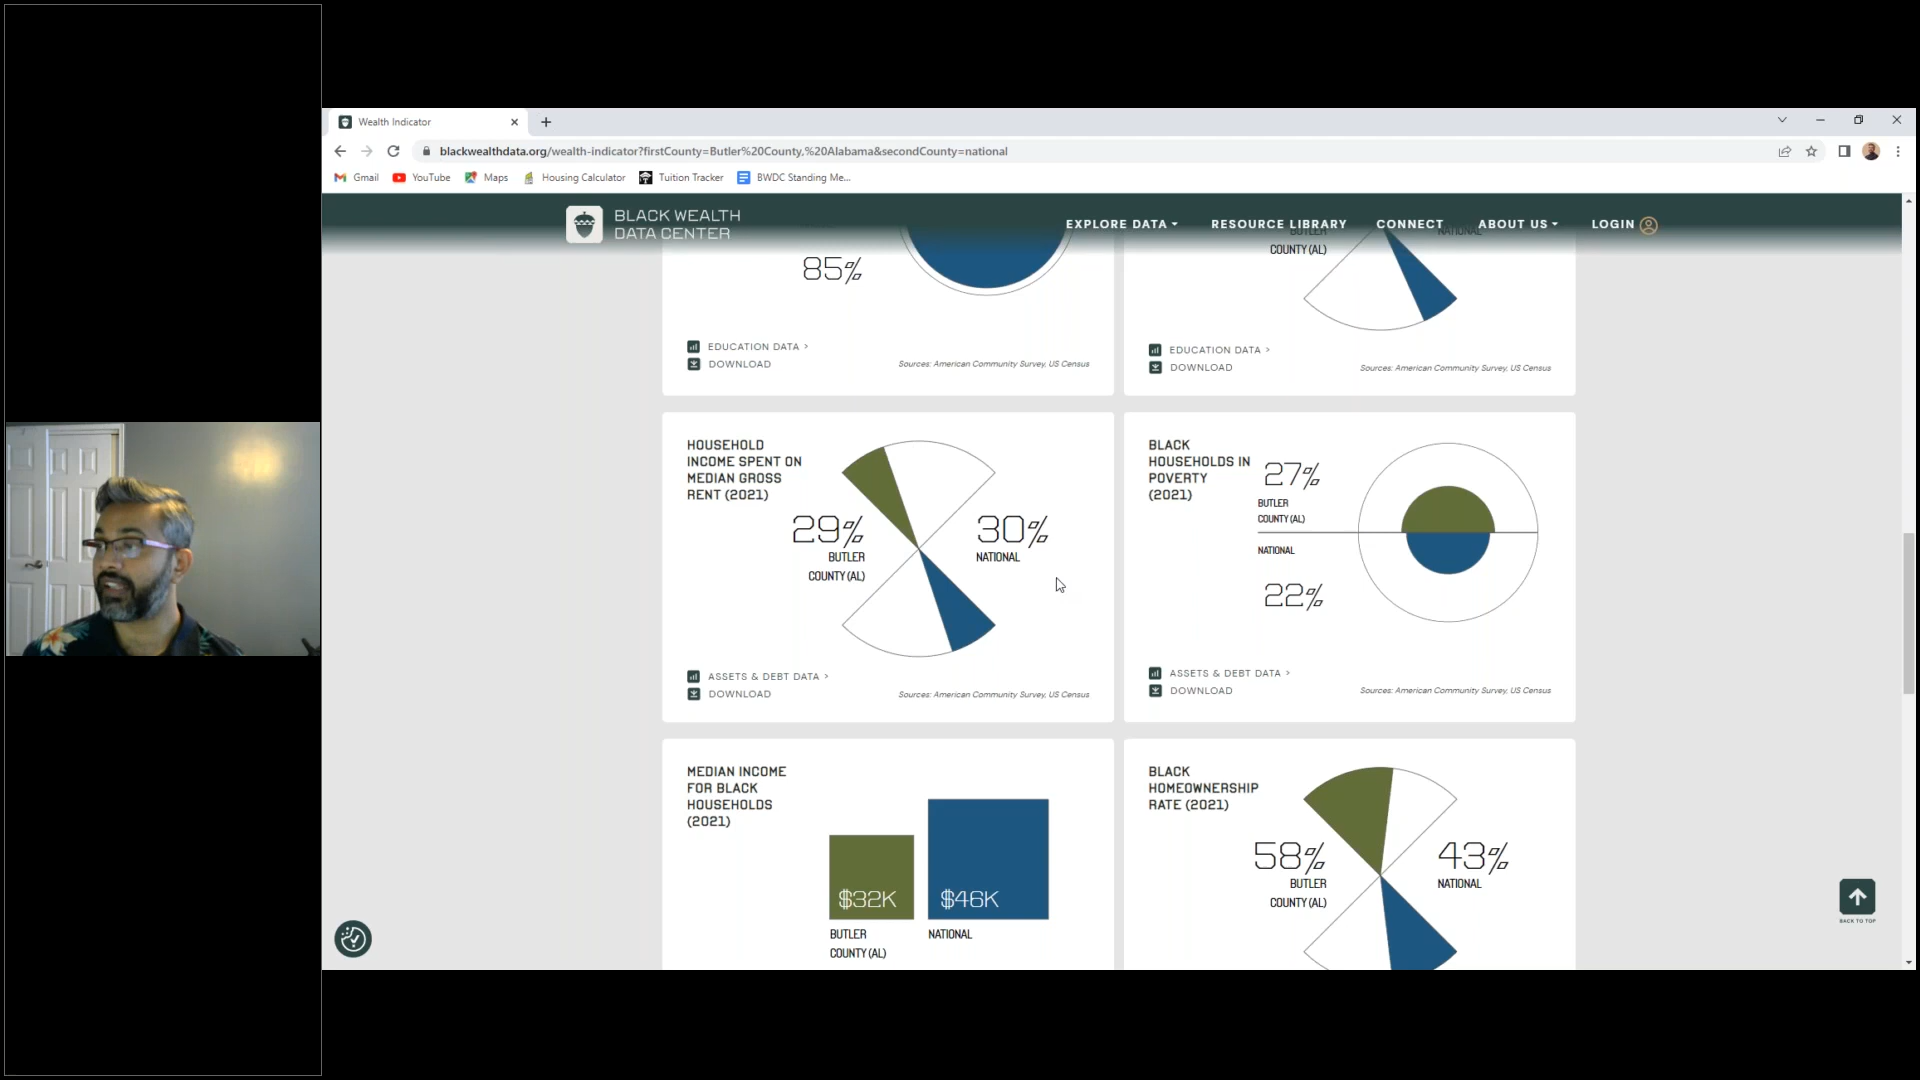 Wealth Indicator
blackwealthdata.org/wealth-indicator?firstCounty=Butler%20County,%20Alabama&secondCounty=national
Gmail
YouTube
Maps
Housing Calculator
Tuition Tracker
BWDC Standing Me...
BLACK WEALTH
DATA CENTER
EXPLORE DATA
RESOURCE LIBRARY
CONNECT
ABOUT US
LOGIN
85%
EDUCATION DATA >
DOWNLOAD
Sources: American Community Survey, US Census
BUTLER
COUNTY (AL)
NATIONAL
EDUCATION DATA >
DOWNLOAD
Sources: American Community Survey, US Census
HOUSEHOLD
INCOME SPENT ON
MEDIAN GROSS
RENT (2021)
29%
BUTLER
COUNTY (AL)
30%
NATIONAL
ASSETS & DEBT DATA >
DOWNLOAD
Sources: American Community Survey, US Census
BLACK
HOUSEHOLDS IN
POVERTY
(2021)
27%
BUTLER
COUNTY (AL)
NATIONAL
22%
ASSETS & DEBT DATA >
DOWNLOAD
Sources: American Community Survey, US Census
MEDIAN INCOME
FOR BLACK
HOUSEHOLDS
(2021)
$32K
$46K
BUTLER
COUNTY (AL)
NATIONAL
BLACK
HOMEOWNERSHIP
RATE (2021)
58%
BUTLER
COUNTY (AL)
43%
NATIONAL
BACK TO TOP